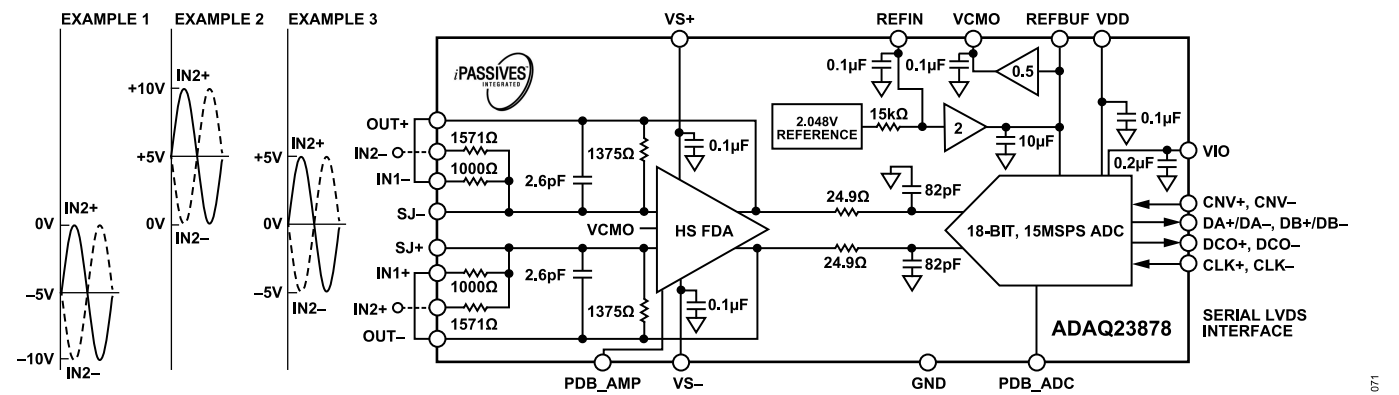 EXAMPLE 1
EXAMPLE 2
EXAMPLE 3
IN2+
0V
–5V
–10V
IN2–
IN2+
+10V
+5V
0V
IN2–
IN2+
+5V
0V
–5V
IN2–
VS+
REFIN
VCMO
REFBUF
VDD
iPASSIVES™
INTEGRATED
0.1µF
0.1µF
0.5
2.048V
REFERENCE
15kΩ
2
10µF
0.1µF
0.2µF
VIO
OUT+
IN2–
1571Ω
IN1–
1000Ω
SJ–
2.6pF
1375Ω
0.1µF
VCMO
HS FDA
24.9Ω
82pF
18-BIT, 15MSPS ADC
CNV+, CNV–
DA+/DA–, DB+/DB–
DCO+, DCO–
CLK+, CLK–
SJ+
IN1+
1000Ω
IN2+
1571Ω
OUT–
2.6pF
1375Ω
0.1µF
24.9Ω
82pF
ADAQ23878
SERIAL LVDS
INTERFACE
PDB_AMP
VS–
GND
PDB_ADC
071